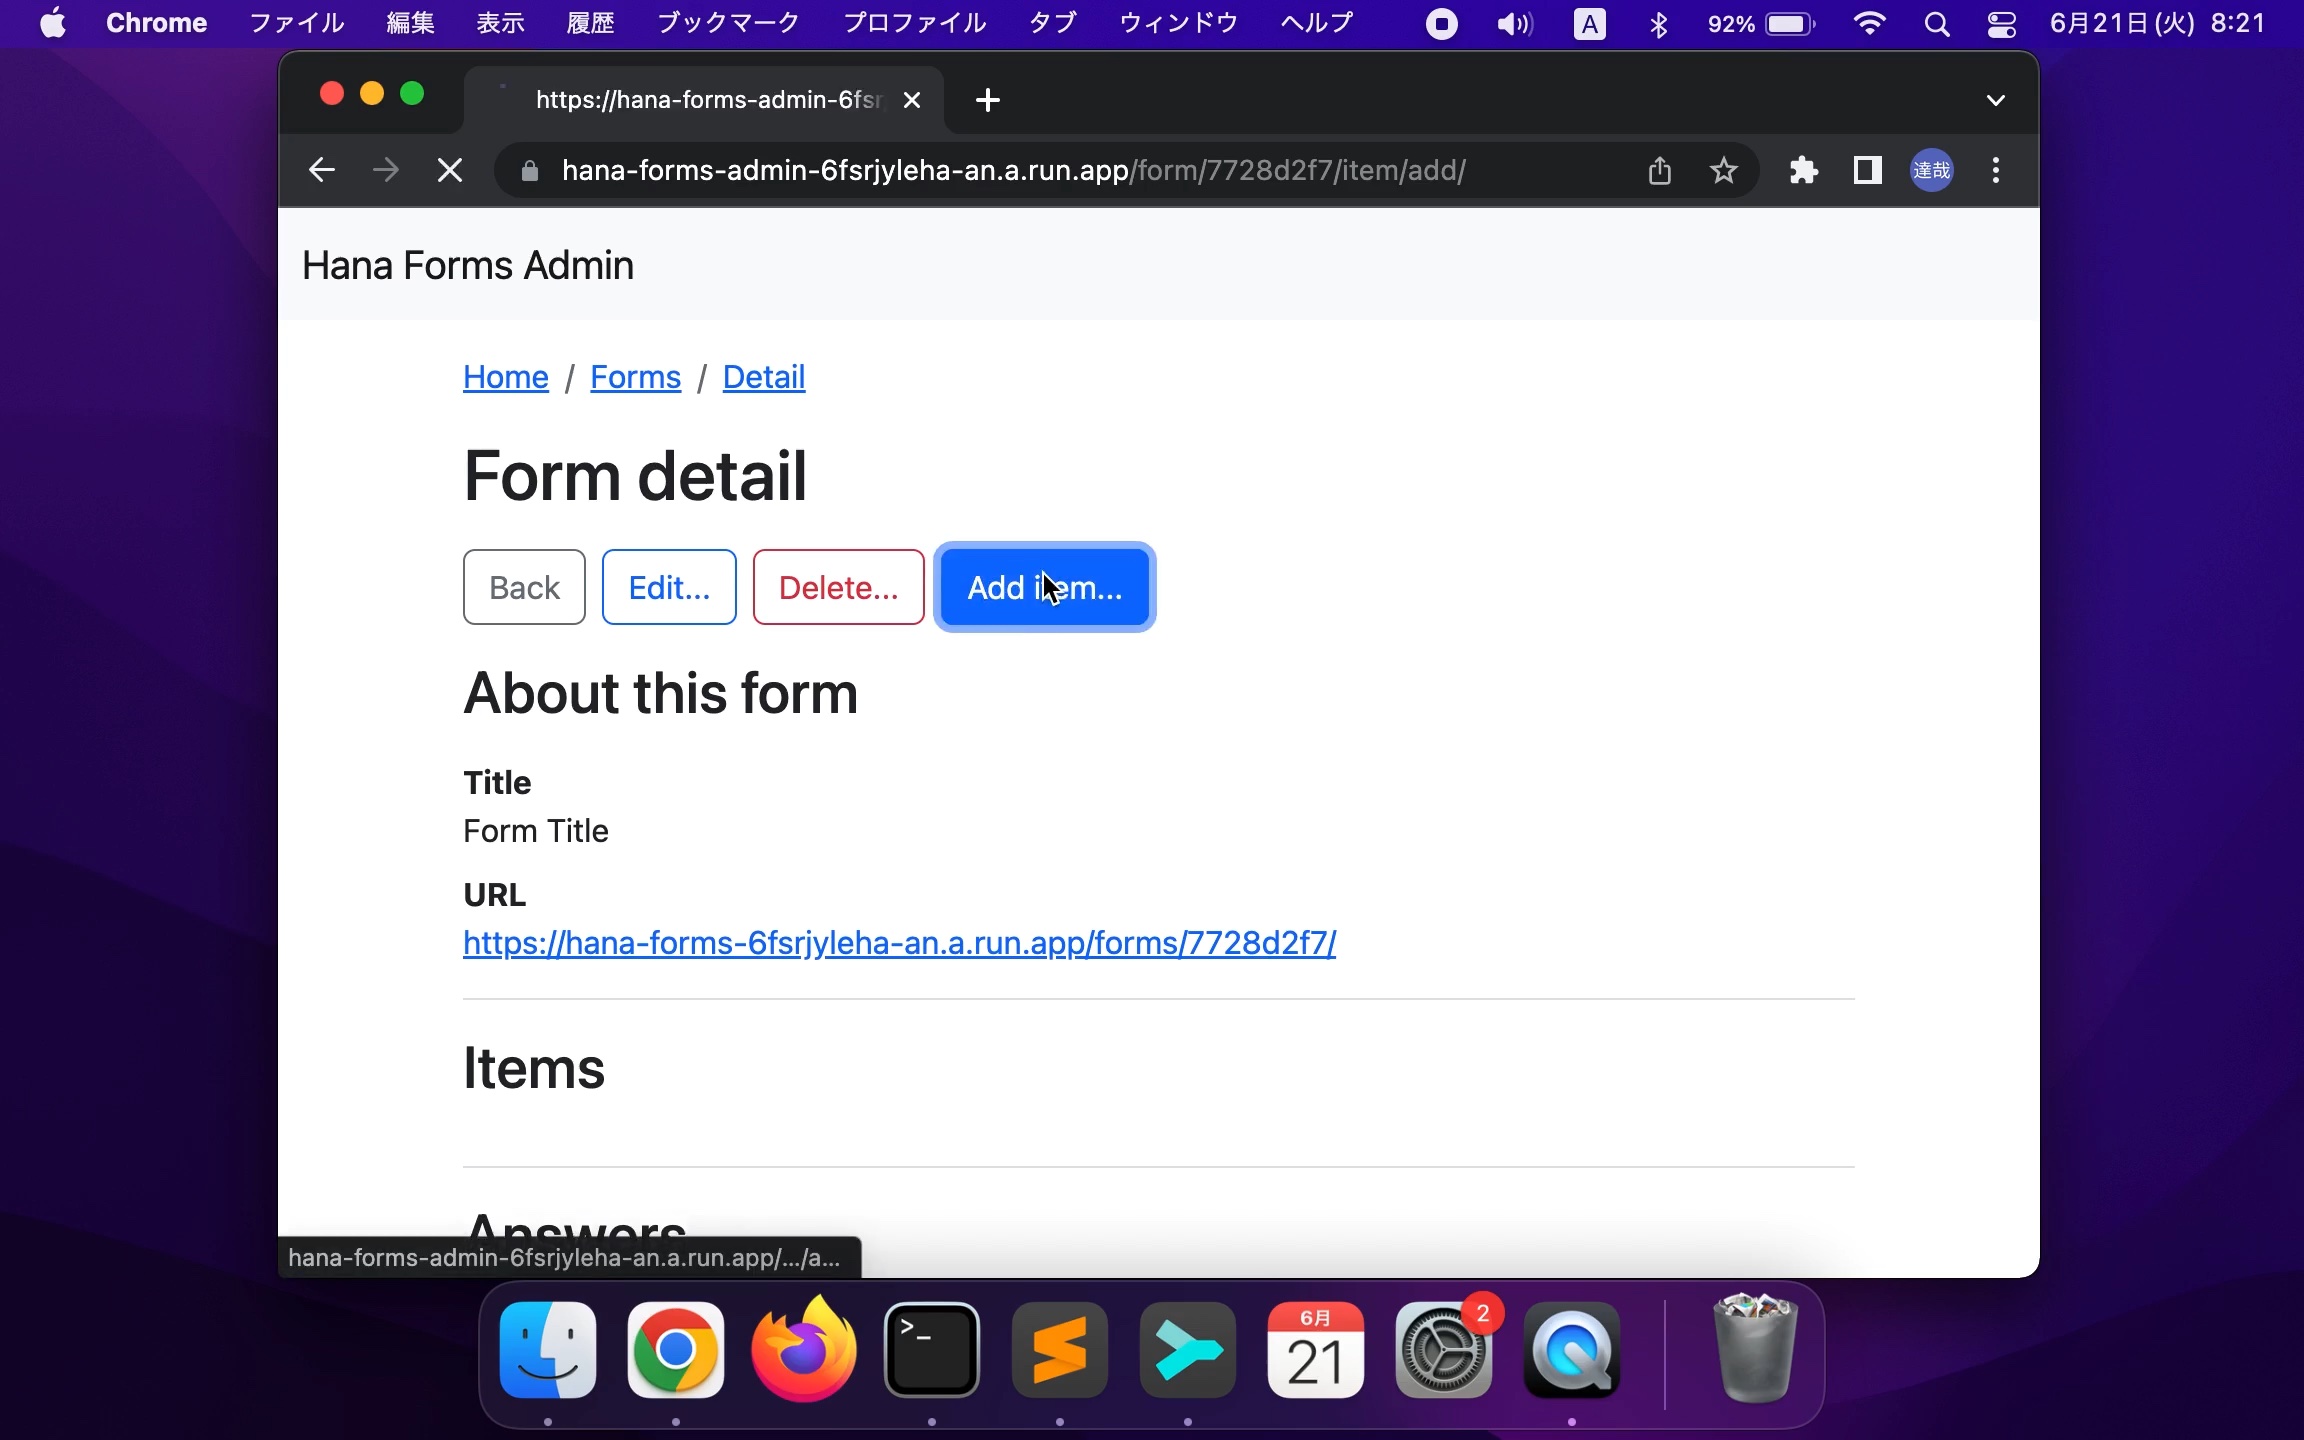 Chrome ファイル 編集 表示 履歴 ブックマーク プロファイル タブ ウィンドウ ヘルプ A 92% 6月21日(火) 8:21
https://hana-forms-admin-6fsr
hana-forms-admin-6fsrjyleha-an.a.run.app/form/7728d2f7/item/add/ 達哉
Hana Forms Admin
Home / Forms / Detail
Form detail
Back Edit... Delete... Add item...
About this form
Title
Form Title
URL
https://hana-forms-6fsrjyleha-an.a.run.app/forms/7728d2f7/
Items
Answers
hana-forms-admin-6fsrjyleha-an.a.run.app/.../a...
>_ 6月 2
21